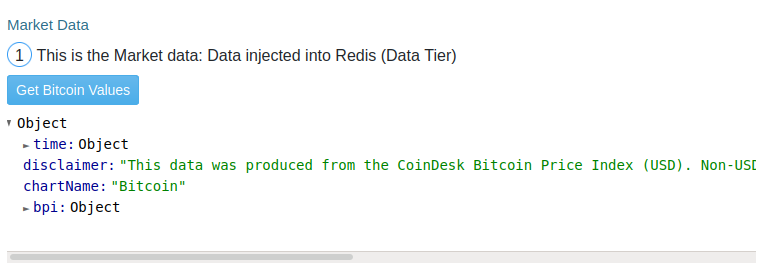 Market Data
1 This is the Market data: Data injected into Redis (Data Tier)
Get Bitcoin Values
Object
time: Object
disclaimer: "This data was produced from the CoinDesk Bitcoin Price Index (USD). Non-USD
chartName: "Bitcoin"
bpi: Object